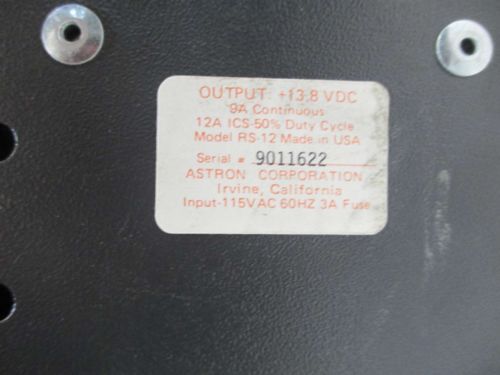 OUTPUT: +13.8 VDC
9A Continuous
12A ICS-50% Duty Cycle
Model RS-12 Made in USA
Serial # 9011622
ASTRON CORPORATION
Irvine, California
Input-115VAC 60HZ 3A Fuse